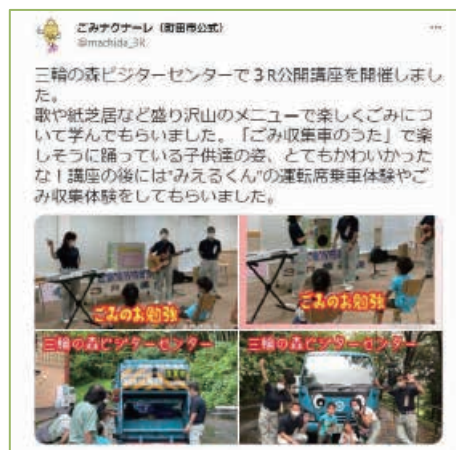 ごみナクナーレ(町田市公式)
@machida_3R
三輪の森ビジターセンターで3R公開講座を開催しまし
た。
歌や紙芝居など盛り沢山のメニューで楽しくごみにつ
いて学んでもらいました。「ごみ収集車のうた」で楽
しそうに踊っている子供達の姿、とてもかわいかった
な！講座の後には"みえるくん"の運転席乗車体験やご
み収集体験をしてもらいました。
ごみのお勉強
ごみのお勉強
三輪の森ビジターセンター
三輪の森ビジターセンター